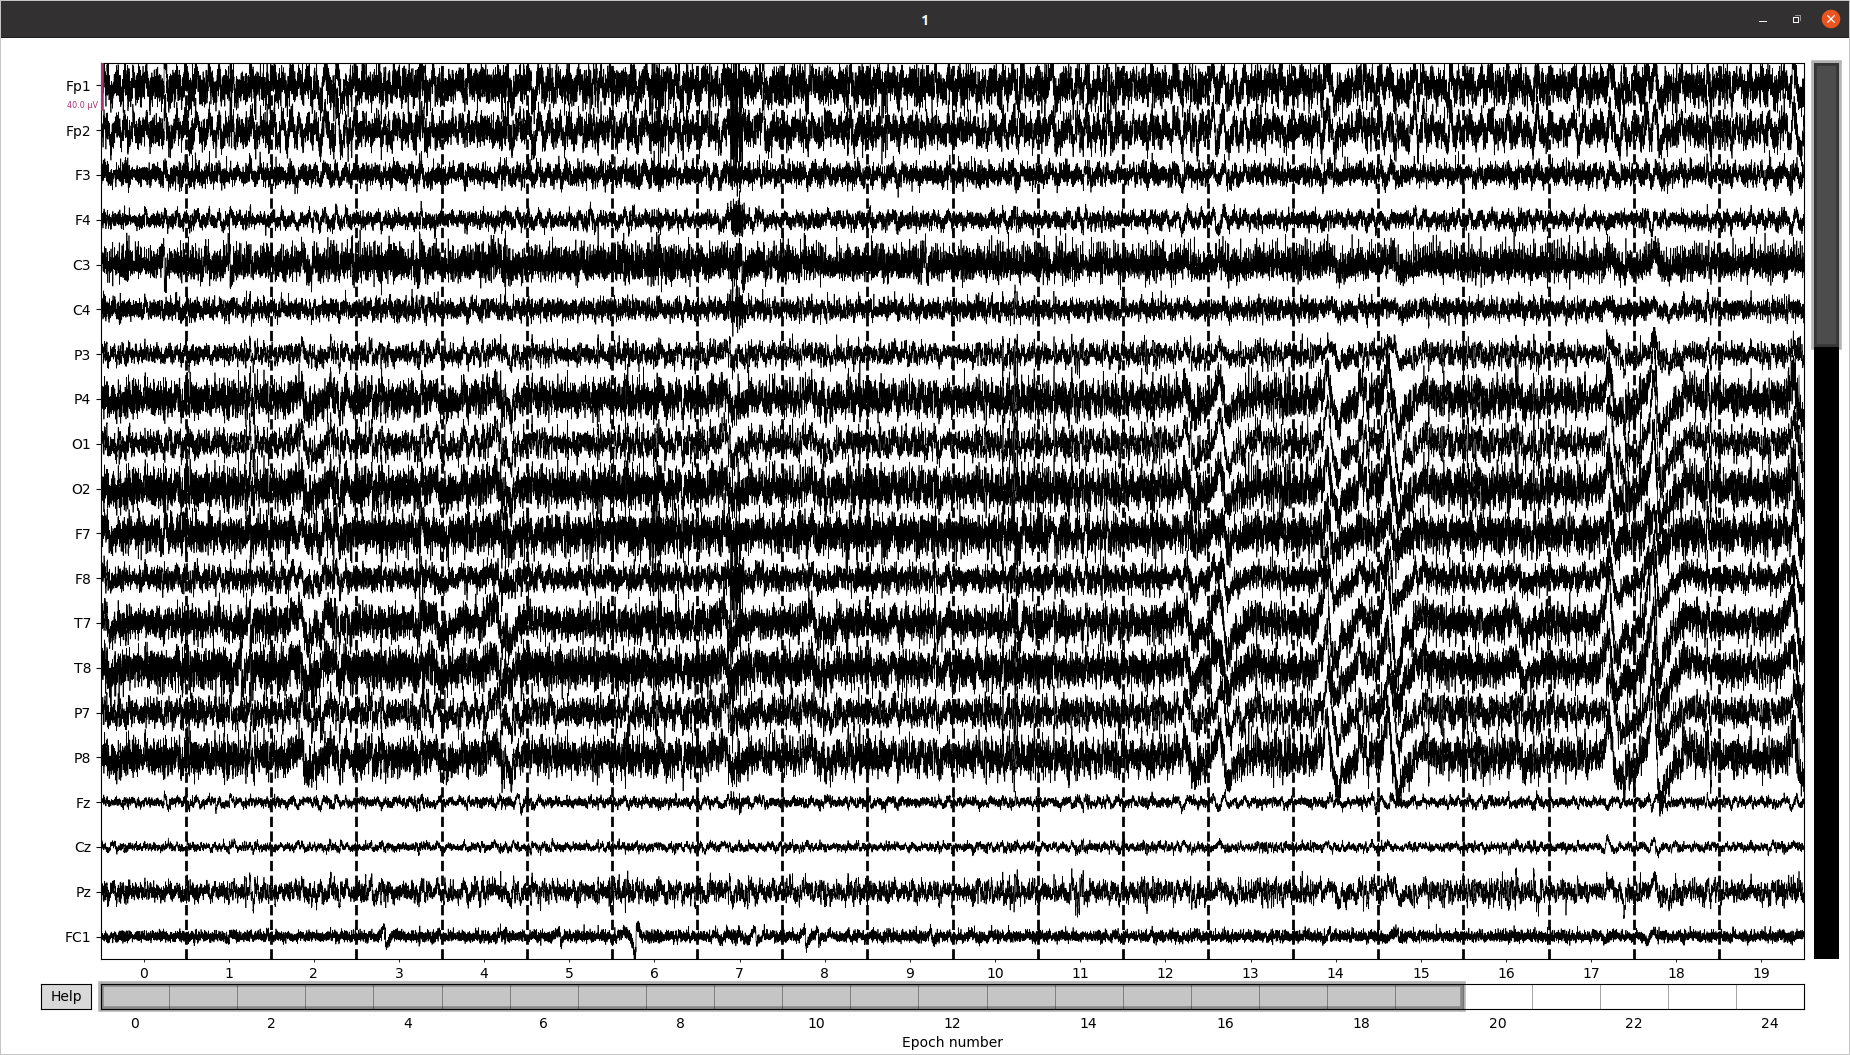 1
Fp1
40.0 µV
Fp2
F3
F4
C3
C4
P3
P4
O1
O2
F7
F8
T7
T8
P7
P8
Fz
Cz
Pz
FC1
0 1 2 3 4 5 6 7 8 9 10 11 12 13 14 15 16 17 18 19
Help
0 2 4 6 8 10 12 14 16 18 20 22 24
Epoch number